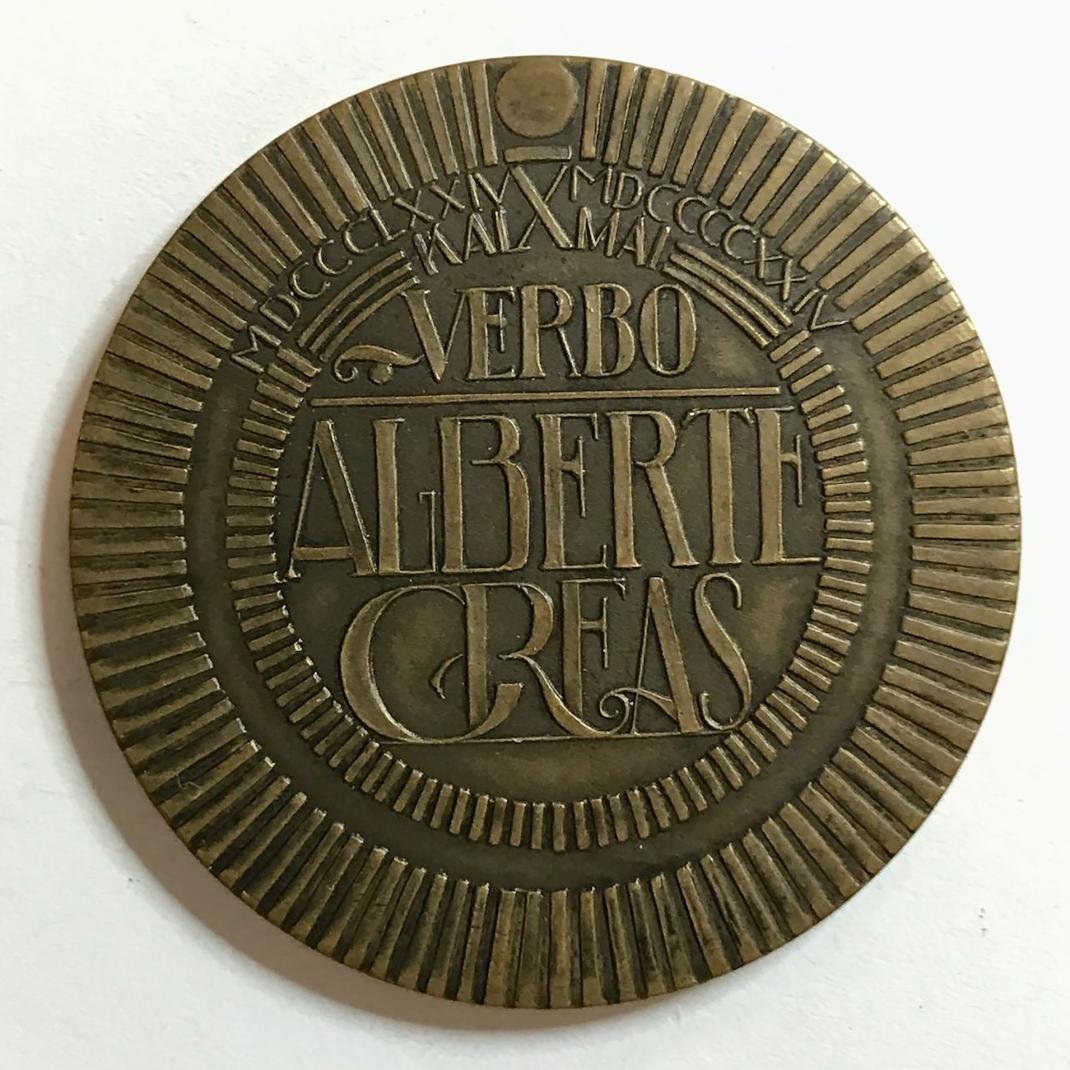 MDCCCLXXIV MDCCCCXXIV
KAL X MAI
VERBO
ALBERTE
CREAS